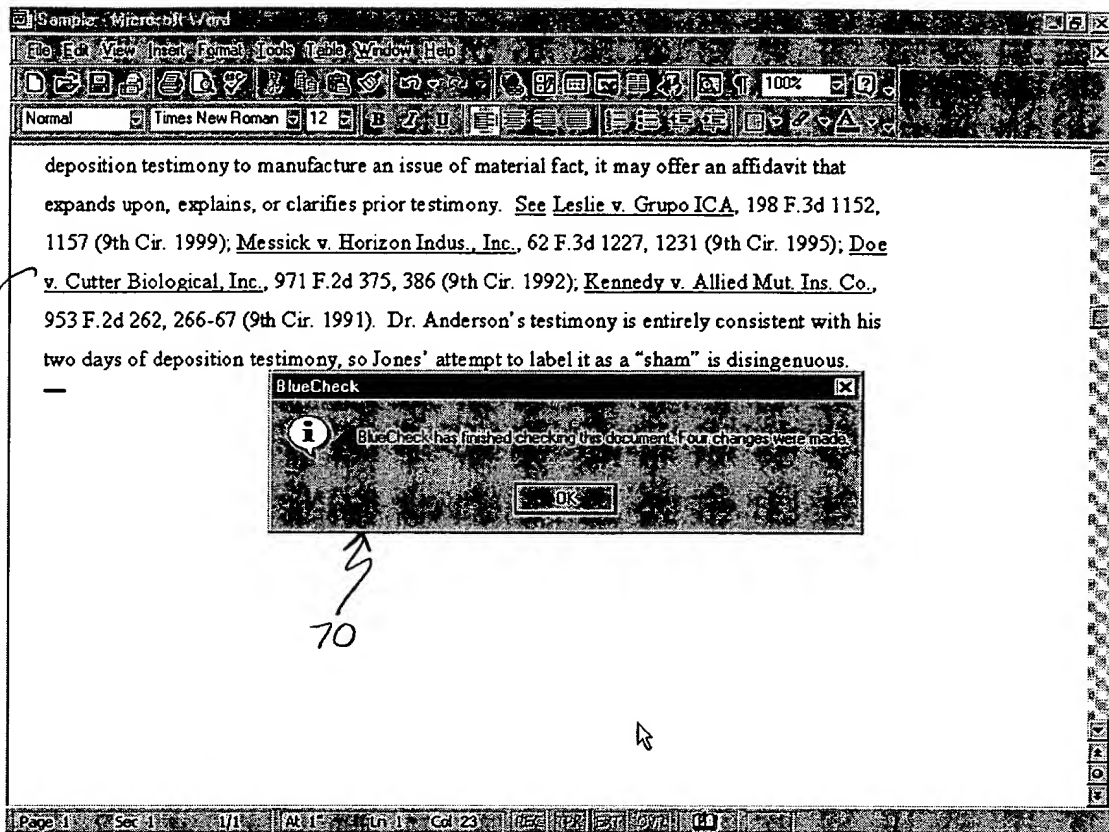 Sample - Microsoft Word
File Edit View Insert Format Tools Table Window Help
100%
Normal Times New Roman 12 B I U
deposition testimony to manufacture an issue of material fact, it may offer an affidavit that
expands upon, explains, or clarifies prior testimony. See Leslie v. Grupo ICA, 198 F.3d 1152,
1157 (9th Cir. 1999); Messick v. Horizon Indus., Inc., 62 F.3d 1227, 1231 (9th Cir. 1995); Doe
v. Cutter Biological, Inc., 971 F.2d 375, 386 (9th Cir. 1992); Kennedy v. Allied Mut. Ins. Co.,
953 F.2d 262, 266-67 (9th Cir. 1991). Dr. Anderson's testimony is entirely consistent with his
two days of deposition testimony, so Jones' attempt to label it as a “sham” is disingenuous.
BlueCheck
BlueCheck has finished checking this document. Four changes were made.
OK
70
Page 1 Sec 1 1/1 At 1" Ln 1 Col 23 REC TRK EXT OVR